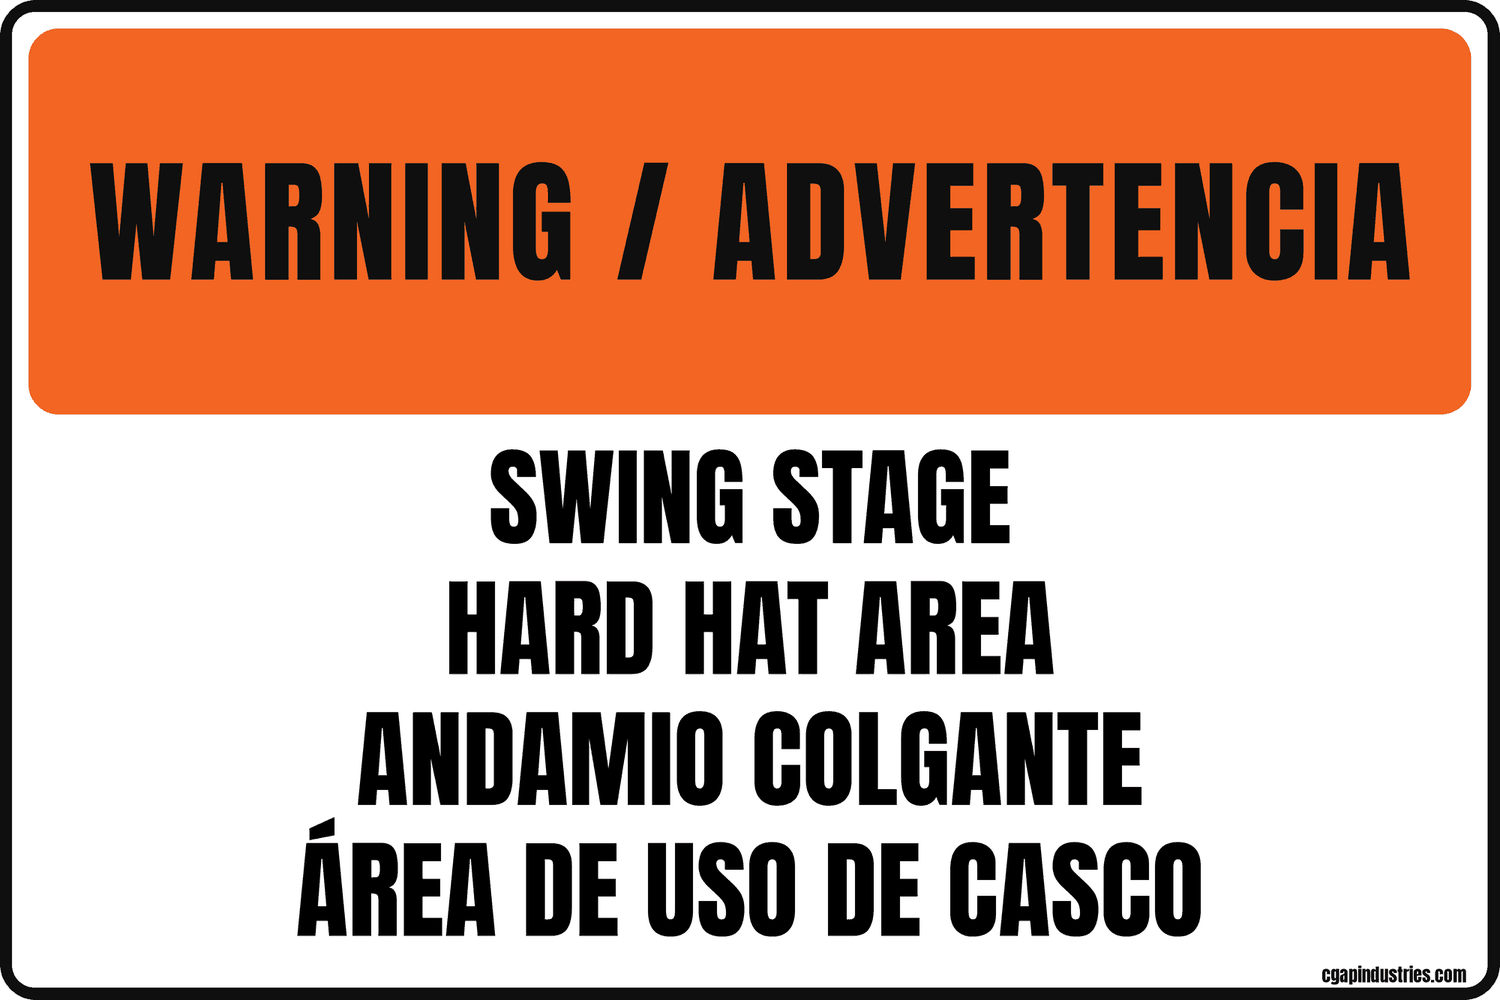 WARNING / ADVERTENCIA
SWING STAGE
HARD HAT AREA
ANDAMIO COLGANTE
ÁREA DE USO DE CASCO
cgapindustries.com